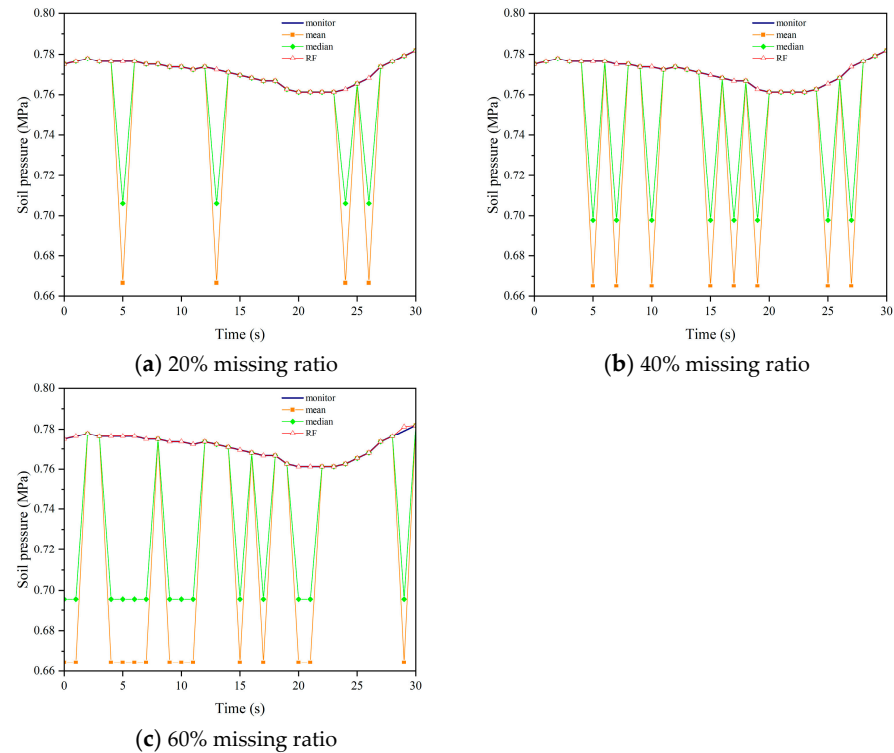 0.80
0.78
0.76
0.74
0.72
0.70
0.68
0.66
Soil pressure (MPa)
monitor
mean
median
RF
0 5 10 15 20 25 30
Time (s)
(a) 20% missing ratio
0.80
0.78
0.76
0.74
0.72
0.70
0.68
0.66
Soil pressure (MPa)
monitor
mean
median
RF
0 5 10 15 20 25 30
Time (s)
(b) 40% missing ratio
0.80
0.78
0.76
0.74
0.72
0.70
0.68
0.66
Soil pressure (MPa)
monitor
mean
median
RF
0 5 10 15 20 25 30
Time (s)
(c) 60% missing ratio